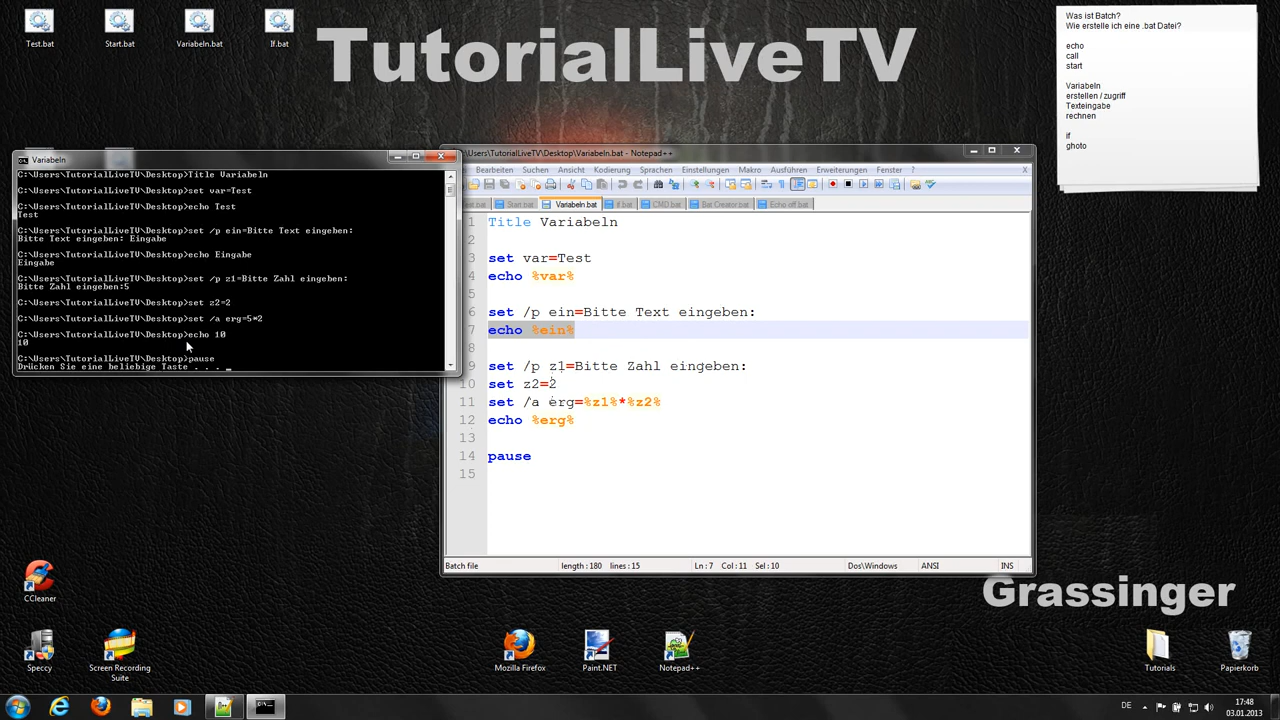 Test.bat
Start.bat
Variabeln.bat
If.bat
TutorialLiveTV
Was ist Batch?
Wie erstelle ich eine .bat Datei?
echo
call
start
Variabeln
erstellen / zugriff
Texteingabe
rechnen
if
ghoto
Variabeln
C:\Users\TutorialLiveTV\Desktop>Title Variabeln
C:\Users\TutorialLiveTV\Desktop>set var=Test
C:\Users\TutorialLiveTV\Desktop>echo Test
Test
C:\Users\TutorialLiveTV\Desktop>set /p ein=Bitte Text eingeben:
Bitte Text eingeben: Eingabe
C:\Users\TutorialLiveTV\Desktop>echo Eingabe
Eingabe
C:\Users\TutorialLiveTV\Desktop>set /p z1=Bitte Zahl eingeben:
Bitte Zahl eingeben:5
C:\Users\TutorialLiveTV\Desktop>set z2=2
C:\Users\TutorialLiveTV\Desktop>set /a erg=5*2
C:\Users\TutorialLiveTV\Desktop>echo 10
10
C:\Users\TutorialLiveTV\Desktop>pause
Drücken Sie eine beliebige Taste . . .
\Users\TutorialLiveTV\Desktop\Variabeln.bat - Notepad++
Bearbeiten Suchen Ansicht Kodierung Sprachen Einstellungen Makro Ausführen Erweiterungen Fenster ? X
Start.bat Variabeln.bat If.bat CMD.bat Bat Creator.bat Echo off.bat
1 Title Variabeln
2
3 set var=Test
4 echo %var%
5
6 set /p ein=Bitte Text eingeben:
7 echo %ein%
8
9 set /p z1=Bitte Zahl eingeben:
10 set z2=2
11 set /a erg=%z1%*%z2%
12 echo %erg%
13
14 pause
15
Batch file length : 180 lines : 15 Ln : 7 Col : 11 Sel : 10 Dos\Windows ANSI INS
Grassinger
CCleaner
Speccy
Screen Recording Suite
Mozilla Firefox
Paint.NET
Notepad++
Tutorials
Papierkorb
DE
17:48
03.01.2013